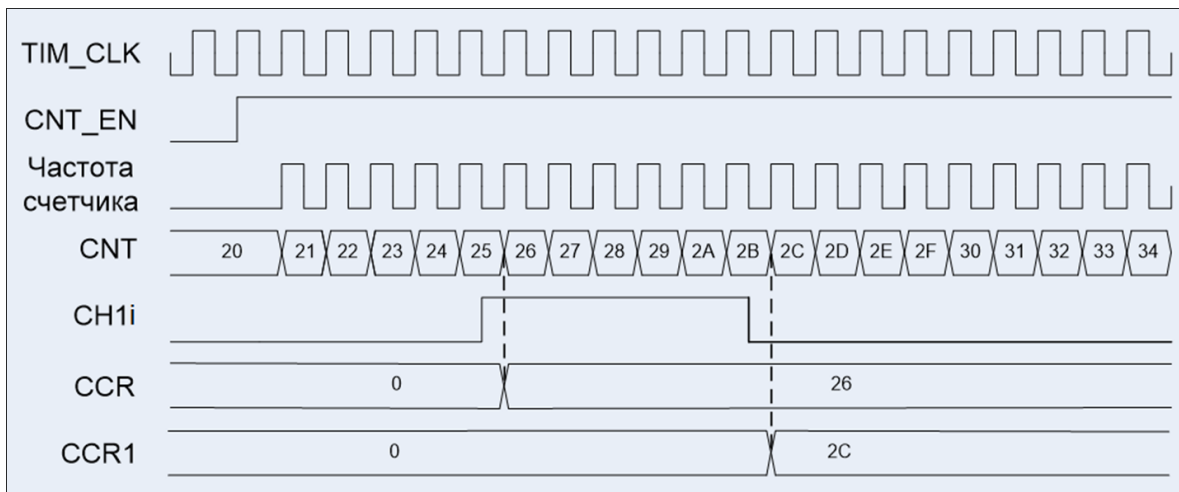 TIM_CLK
CNT_EN
Частота
счетчика
CNT 20 21 22 23 24 25 26 27 28 29 2A 2B 2C 2D 2E 2F 30 31 32 33 34
CH1i
CCR 0 26
CCR1 0 2C